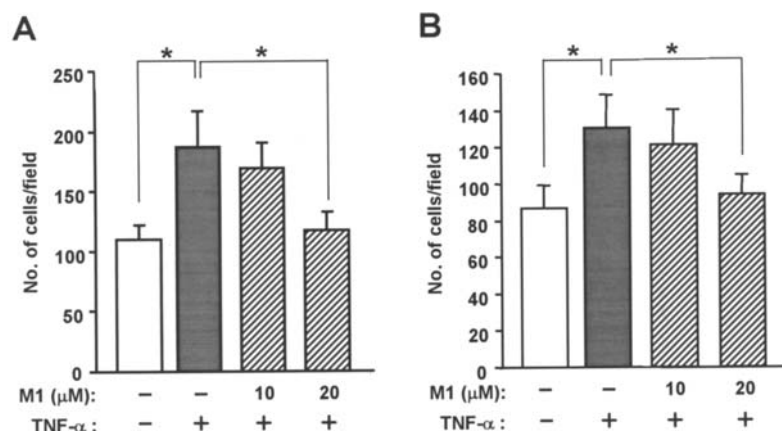 A
* *
250
200
150
100
50
0
No. of cells/field
M1 (μM): – – 10 20
TNF-α : – + + +
B
* *
160
140
120
100
80
60
40
20
0
No. of cells/field
M1 (μM): – – 10 20
TNF-α : – + + +